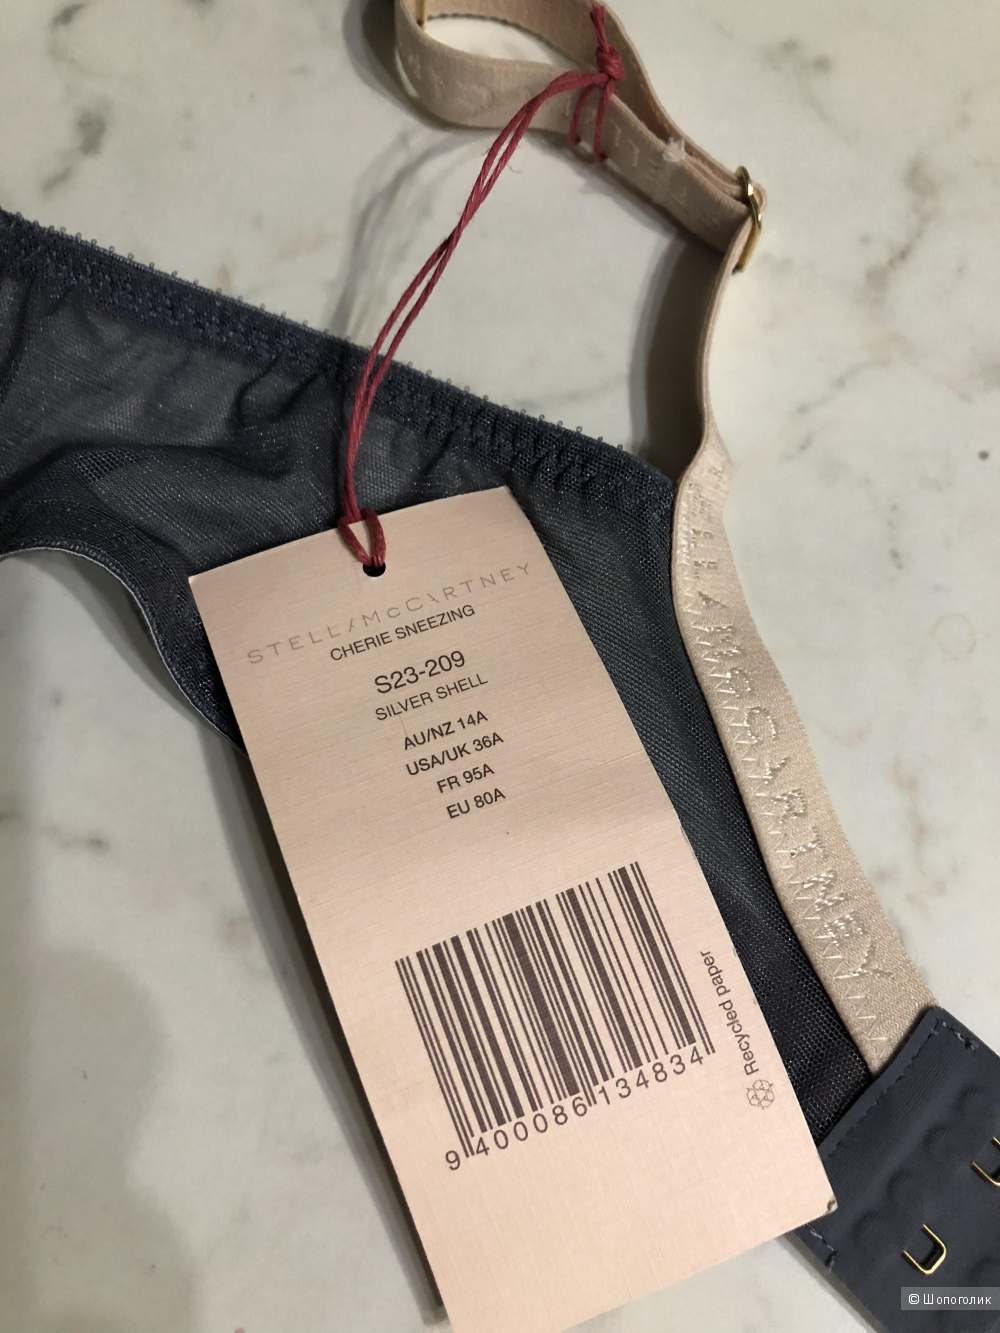 STELLA McCARTNEY
CHERIE SNEEZING
S23-209
SILVER SHELL
AU/NZ 14A
USA/UK 36A
FR 95A
EU 80A
9 400086 134834
Recycled paper
McCARTNEY
© Шопоголик